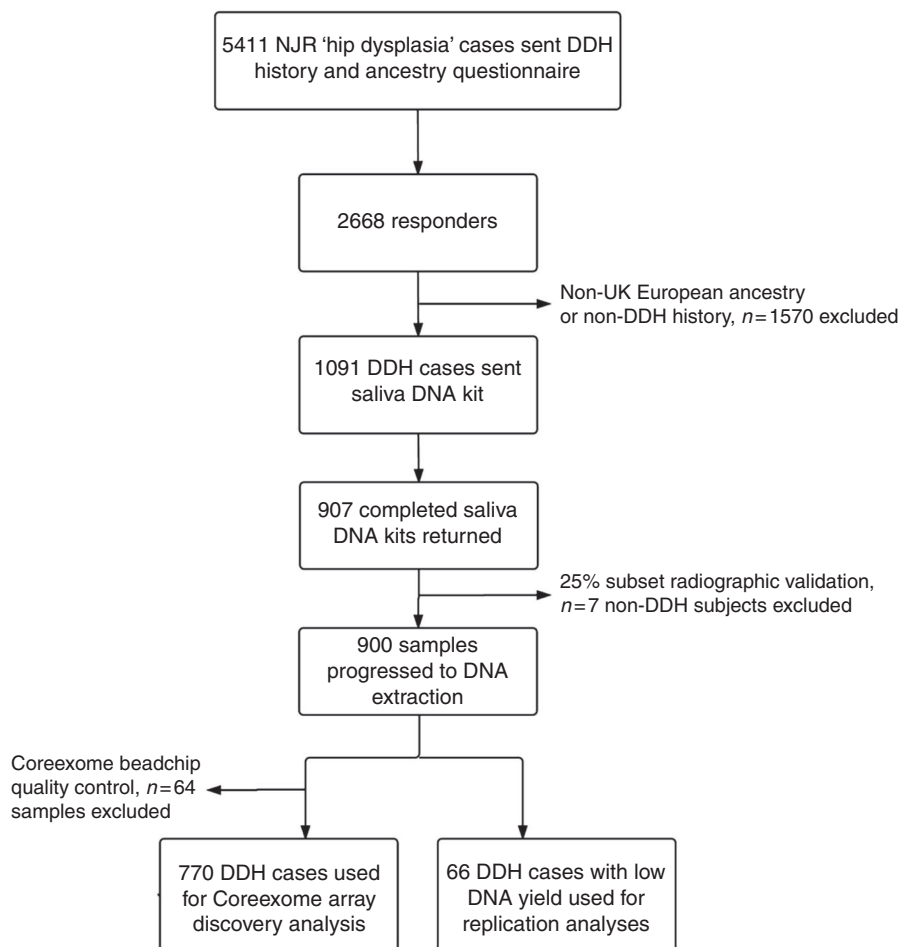 5411 NJR ‘hip dysplasia’ cases sent DDH
history and ancestry questionnaire
2668 responders
Non-UK European ancestry
or non-DDH history, n=1570 excluded
1091 DDH cases sent
saliva DNA kit
907 completed saliva
DNA kits returned
25% subset radiographic validation,
n=7 non-DDH subjects excluded
900 samples
progressed to DNA
extraction
Coreexome beadchip
quality control, n=64
samples excluded
770 DDH cases used
for Coreexome array
discovery analysis
66 DDH cases with low
DNA yield used for
replication analyses